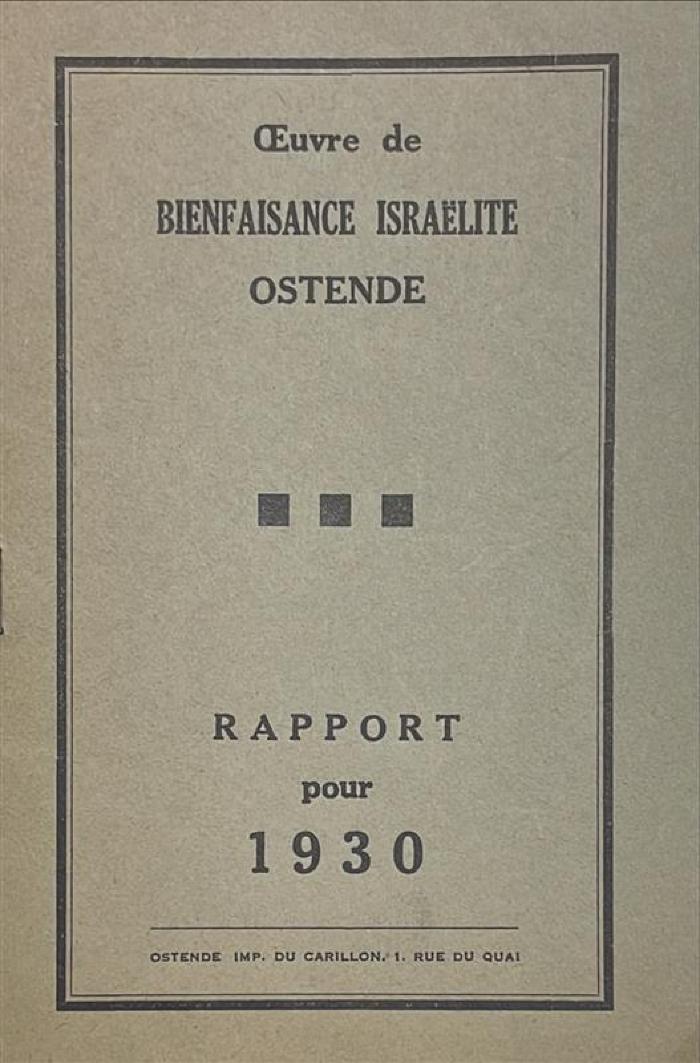 Œuvre de
BIENFAISANCE ISRAËLITE
OSTENDE
RAPPORT
pour
1930
OSTENDE IMP. DU CARILLON. 1. RUE DU QUAI